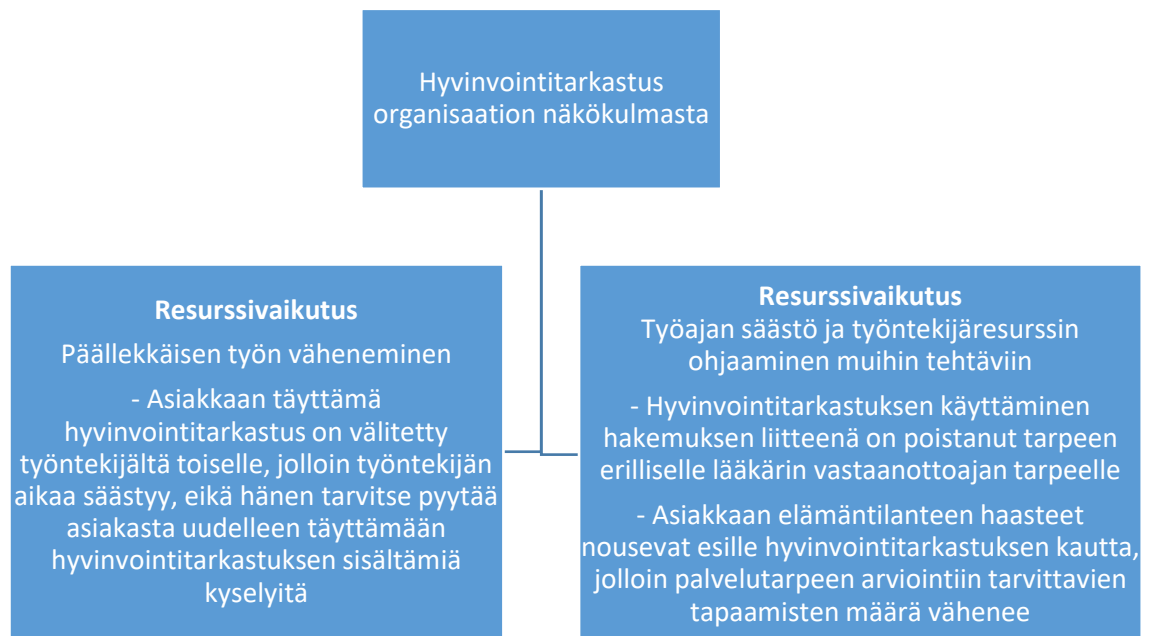 Hyvinvointitarkastus
organisaation näkökulmasta
Resurssivaikutus
Päällekkäisen työn väheneminen
- Asiakkaan täyttämä
hyvinvointitarkastus on välitetty
työntekijältä toiselle, jolloin työntekijän
aikaa säästyy, eikä hänen tarvitse pyytää
asiakasta uudelleen täyttämään
hyvinvointitarkastuksen sisältämiä
kyselyitä
Resurssivaikutus
Työajan säästö ja työntekijäresurssin
ohjaaminen muihin tehtäviin
- Hyvinvointitarkastuksen käyttäminen
hakemuksen liitteenä on poistanut tarpeen
erilliselle lääkärin vastaanottoajan tarpeelle
- Asiakkaan elämäntilanteen haasteet
nousevat esille hyvinvointitarkastuksen kautta,
jolloin palvelutarpeen arviointiin tarvittavien
tapaamisten määrä vähenee